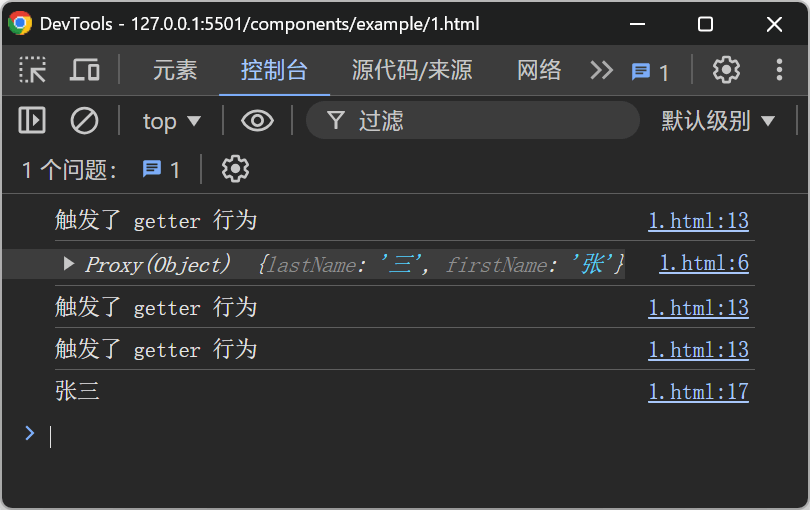 DevTools - 127.0.0.1:5501/components/example/1.html
元素 控制台 源代码/来源 网络 1
top 过滤 默认级别
1 个问题: 1
触发了 getter 行为 1.html:13
Proxy(Object) {lastName: '三', firstName: '张'} 1.html:6
触发了 getter 行为 1.html:13
触发了 getter 行为 1.html:13
张三 1.html:17